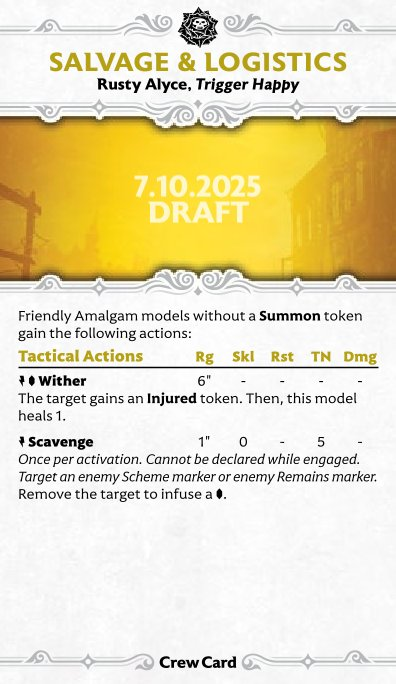 SALVAGE & LOGISTICS
Rusty Alyce, Trigger Happy
7.10.2025
DRAFT
Friendly Amalgam models without a Summon token
gain the following actions:
Tactical Actions Rg Skl Rst TN Dmg
Wither 6" - - - -
The target gains an Injured token. Then, this model
heals 1.
Scavenge 1" 0 - 5 -
Once per activation. Cannot be declared while engaged.
Target an enemy Scheme marker or enemy Remains marker.
Remove the target to infuse a .
Crew Card